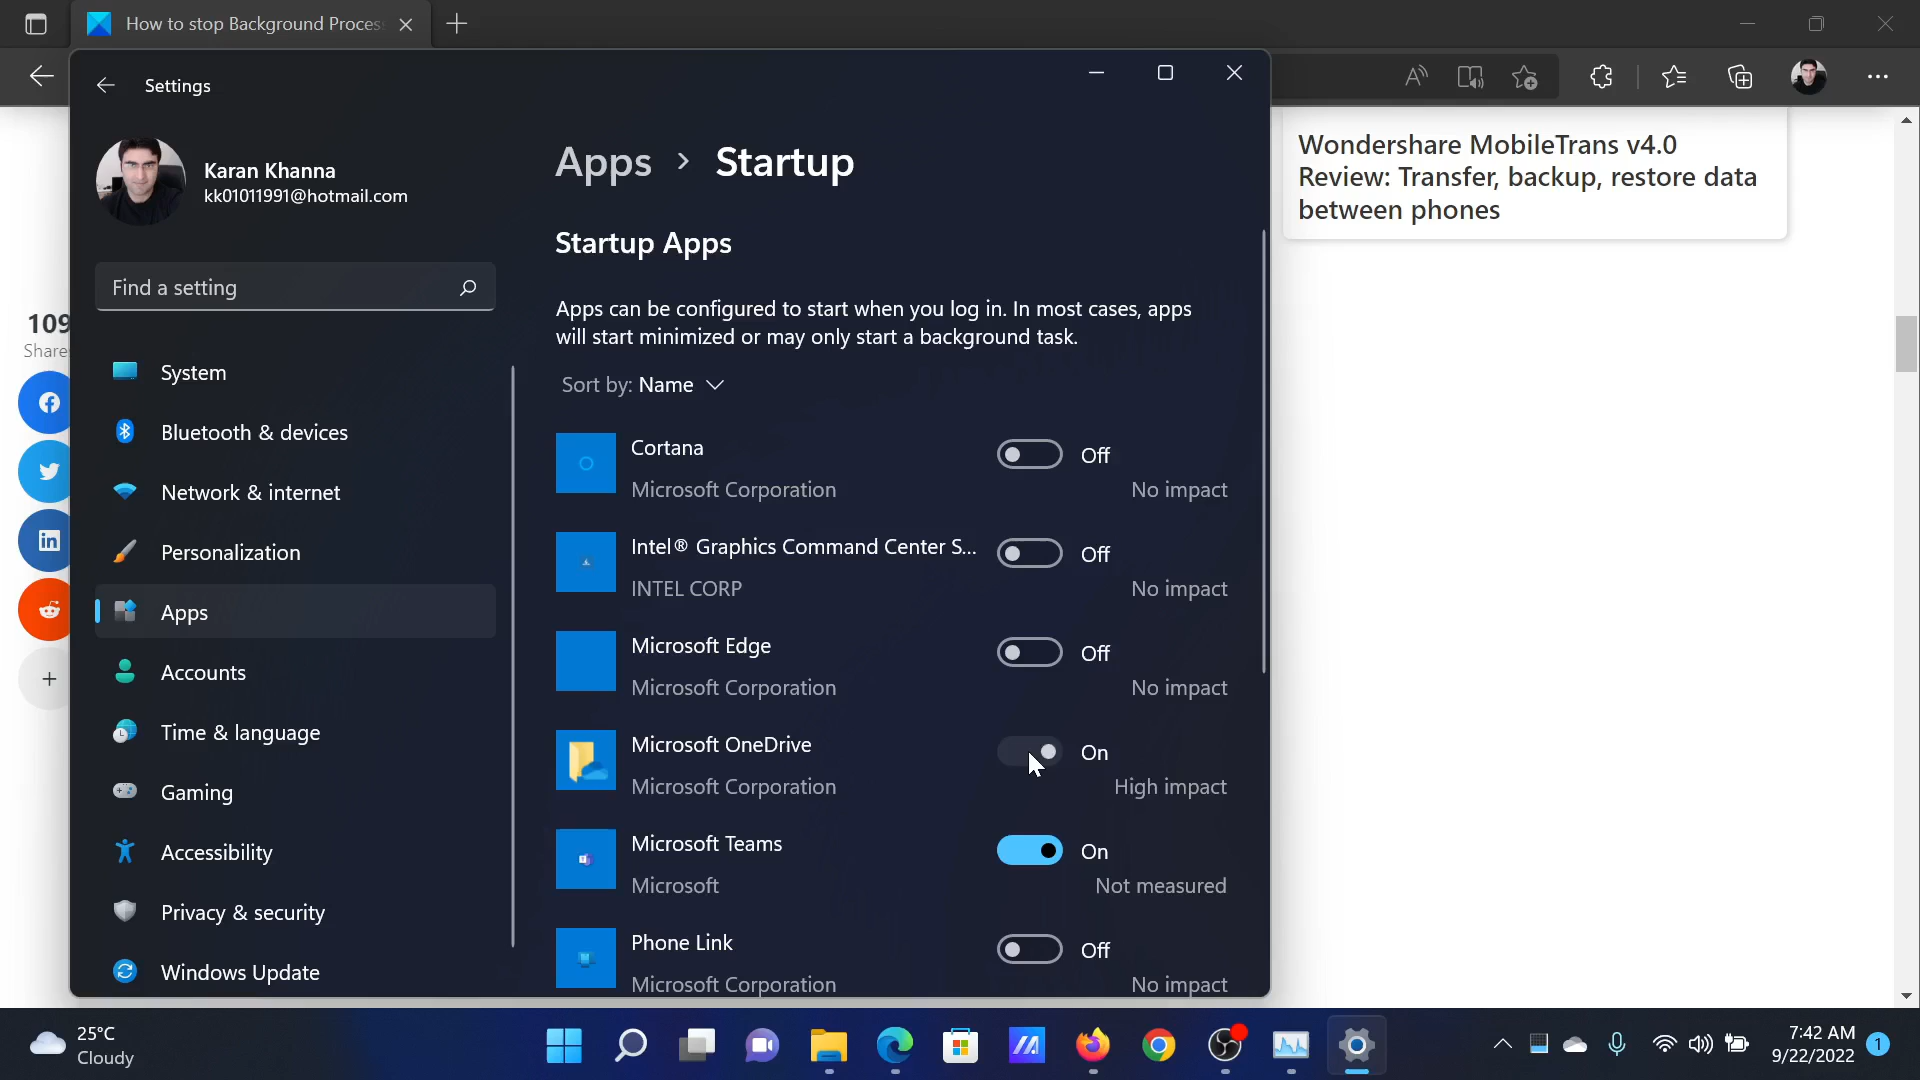 How to stop Background Proces
Settings
Karan Khanna
kk01011991@hotmail.com
Find a setting
System
Bluetooth & devices
Network & internet
Personalization
Apps
Accounts
Time & language
Gaming
Accessibility
Privacy & security
Windows Update
Apps > Startup
Startup Apps
Apps can be configured to start when you log in. In most cases, apps
will start minimized or may only start a background task.
Sort by: Name
Cortana
Off
Microsoft Corporation
No impact
Intel® Graphics Command Center S...
Off
INTEL CORP
No impact
Microsoft Edge
Off
Microsoft Corporation
No impact
Microsoft OneDrive
On
Microsoft Corporation
High impact
Microsoft Teams
On
Microsoft
Not measured
Phone Link
Off
Microsoft Corporation
No impact
109
Share
Wondershare MobileTrans v4.0
Review: Transfer, backup, restore data
between phones
25°C
Cloudy
7:42 AM
9/22/2022
1